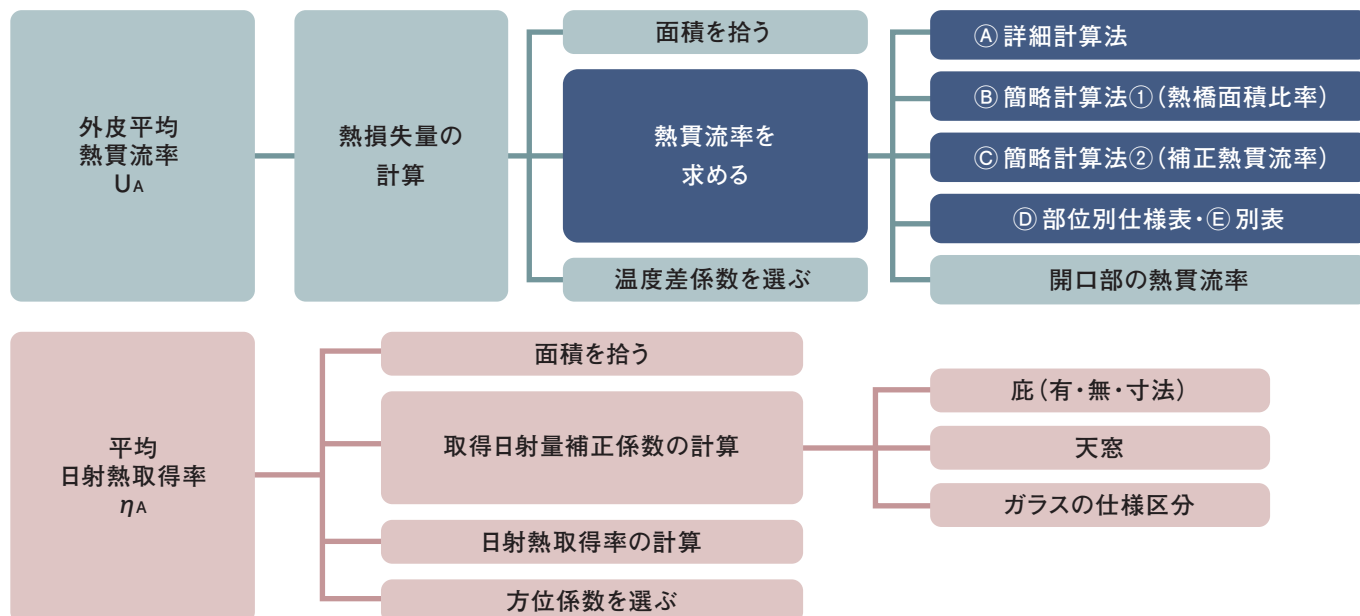 外皮平均
熱貫流率
UA
熱損失量の
計算
面積を拾う
熱貫流率を
求める
温度差係数を選ぶ
Ⓐ詳細計算法
Ⓑ簡略計算法①(熱橋面積比率)
Ⓒ簡略計算法②(補正熱貫流率)
Ⓓ部位別仕様表・Ⓔ別表
開口部の熱貫流率
平均
日射熱取得率
ηA
面積を拾う
取得日射量補正係数の計算
日射熱取得率の計算
方位係数を選ぶ
庇(有・無・寸法)
天窓
ガラスの仕様区分